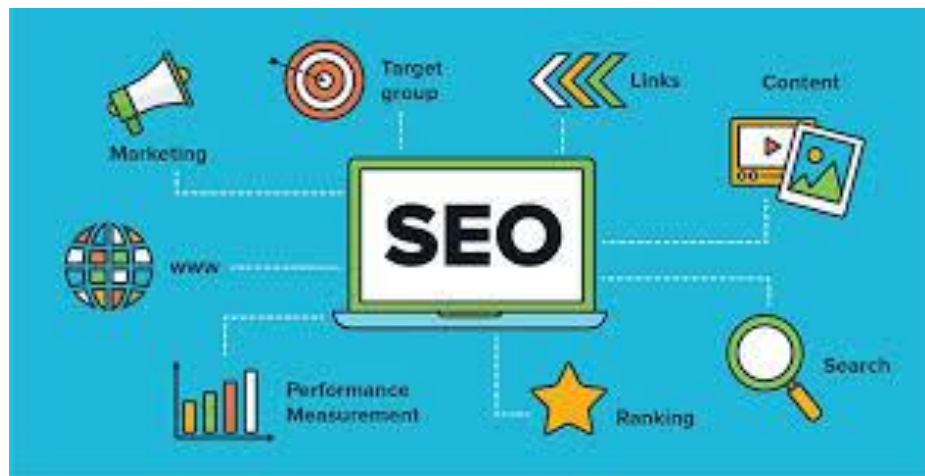 Target
group
Links
Content
Marketing
SEO
www
Search
Performance
Measurement
Ranking